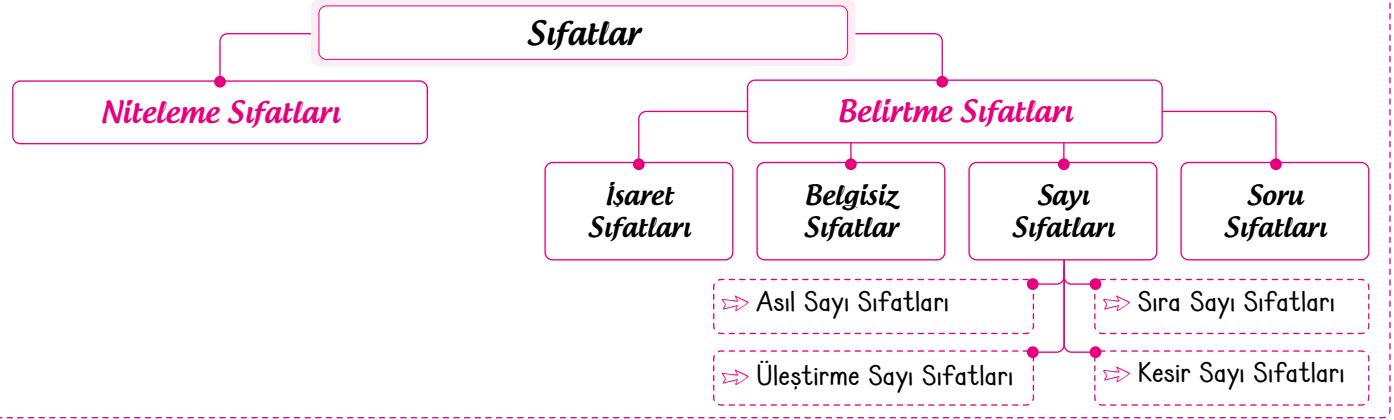 Sıfatlar
Niteleme Sıfatları
Belirtme Sıfatları
İşaret
Sıfatları
Belgisiz
Sıfatlar
Sayı
Sıfatları
Soru
Sıfatları
Asıl Sayı Sıfatları
Sıra Sayı Sıfatları
Üleştirme Sayı Sıfatları
Kesir Sayı Sıfatları